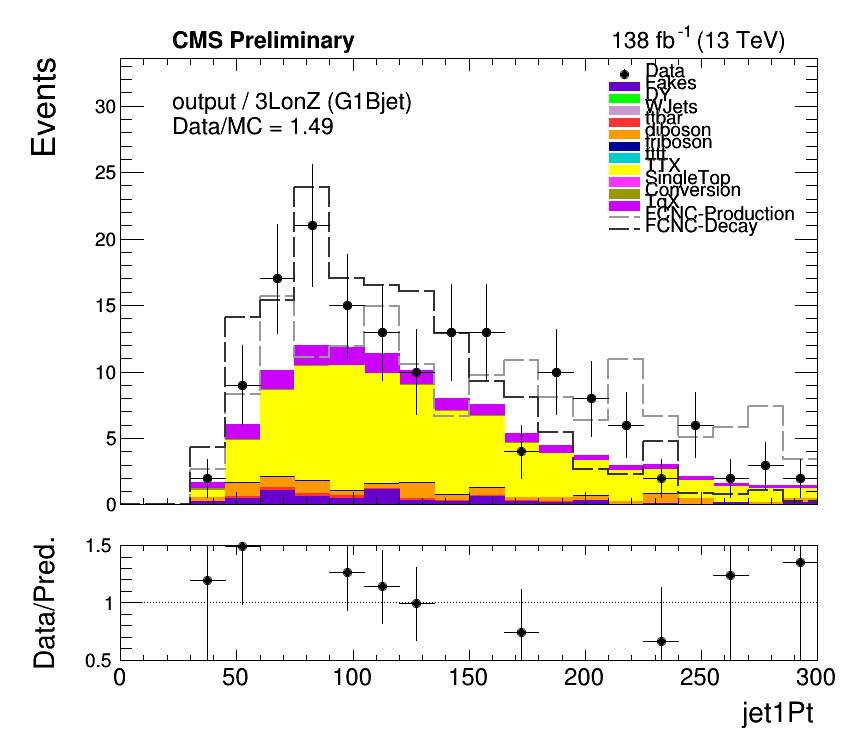 CMS Preliminary
138 fb-1 (13 TeV)
Events
output / 3LonZ (G1Bjet)
Data/MC = 1.49
Data
Fakes
DY
WJets
ttbar
diboson
triboson
tttt
TTX
SingleTop
Conversion
TqX
FCNC-Production
FCNC-Decay
30
25
20
15
10
5
0
Data/Pred.
1.5
1
0.5
0 50 100 150 200 250 300
jet1Pt